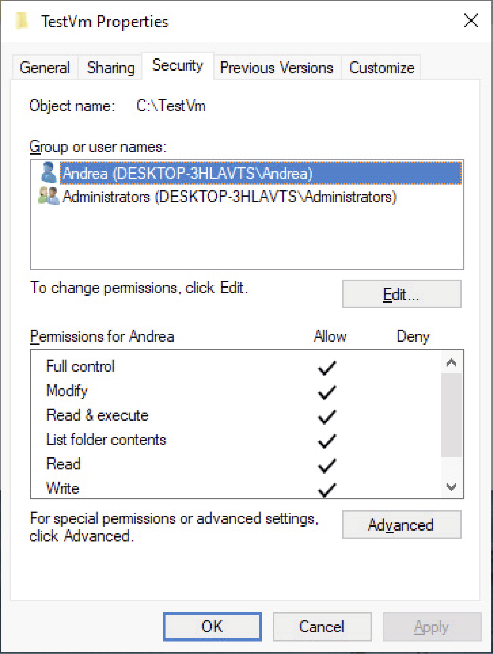 TestVm Properties
General Sharing Security Previous Versions Customize
Object name: C:\TestVm
Group or user names:
Andrea (DESKTOP-3HLAVTS\Andrea)
Administrators (DESKTOP-3HLAVTS\Administrators)
To change permissions, click Edit.
Edit...
Permissions for Andrea Allow Deny
Full control
Modify
Read & execute
List folder contents
Read
Write
For special permissions or advanced settings,
click Advanced.
Advanced
OK Cancel Apply